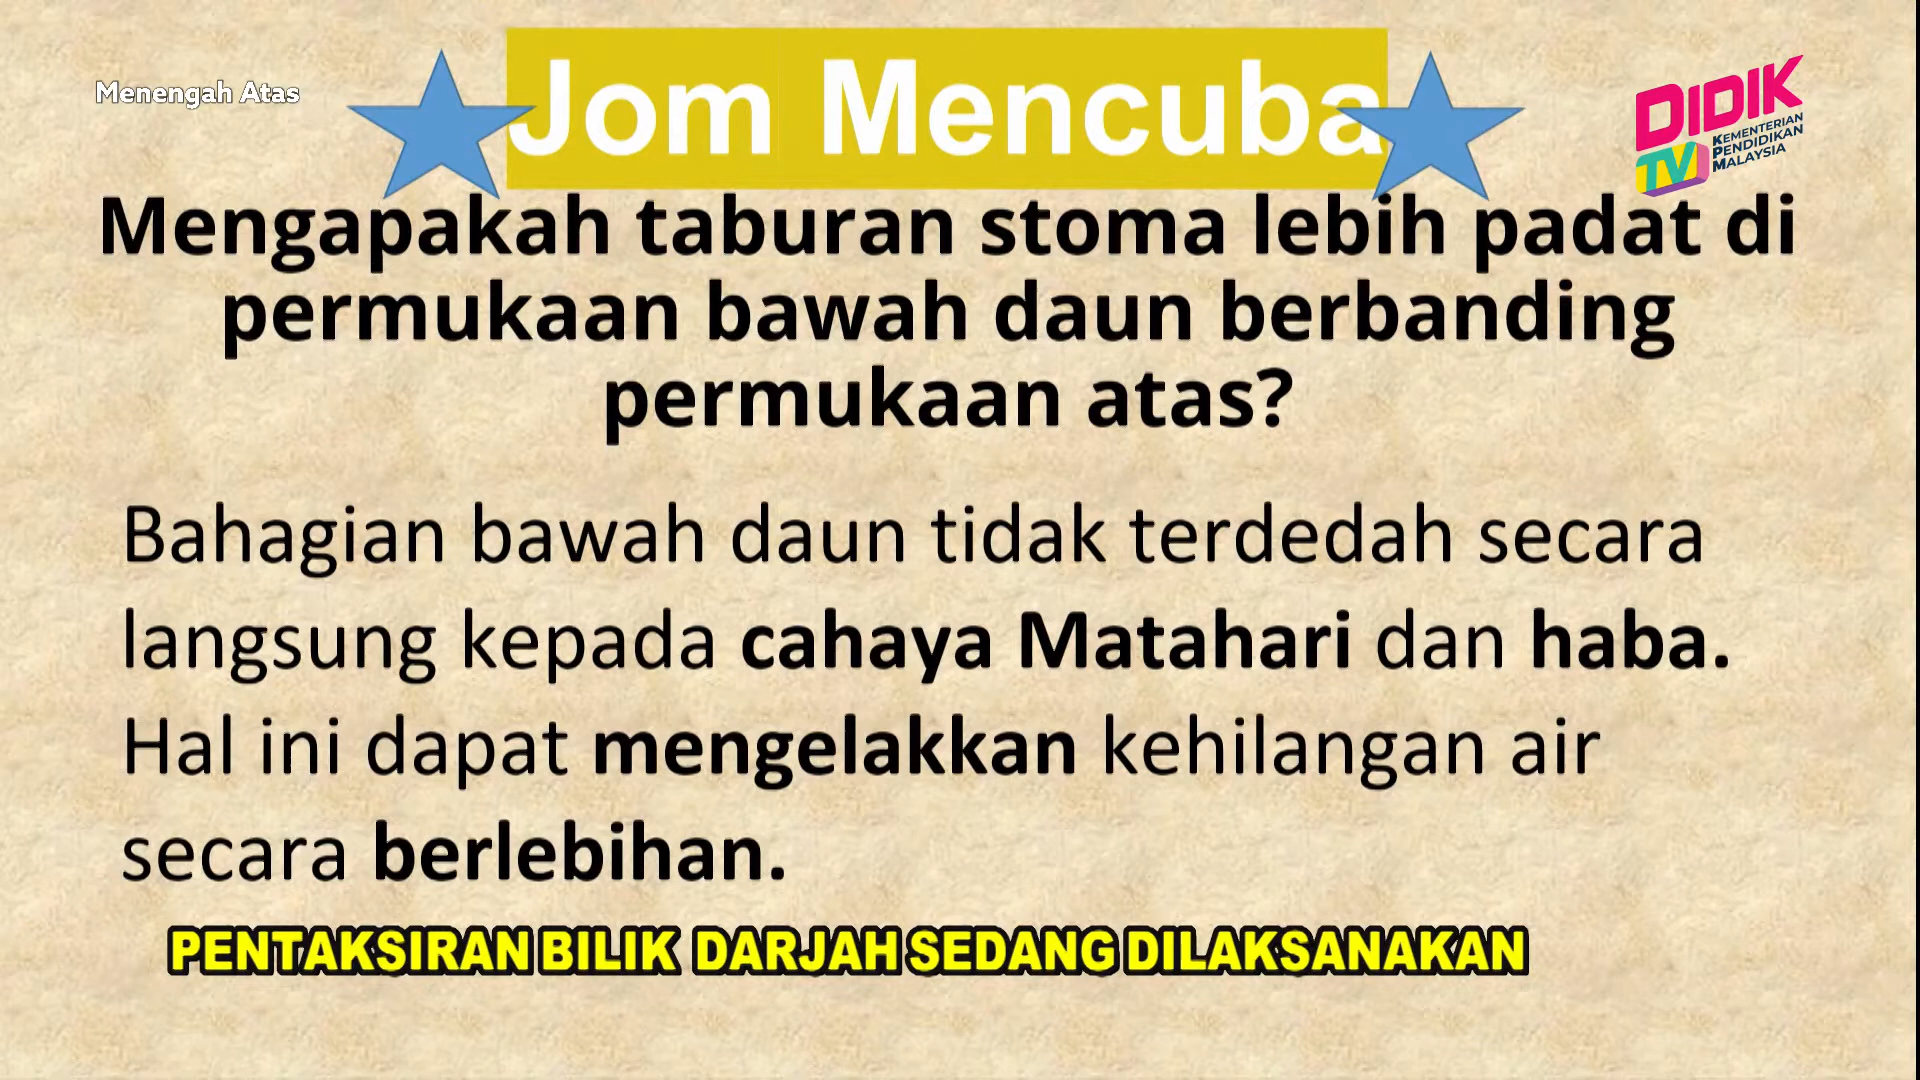 Menengah Atas
Jom Mencuba
DIDIK
TV
KEMENTERIAN
PENDIDIKAN
MALAYSIA
Mengapakah taburan stoma lebih padat di
permukaan bawah daun berbanding
permukaan atas?
Bahagian bawah daun tidak terdedah secara
langsung kepada cahaya Matahari dan haba.
Hal ini dapat mengelakkan kehilangan air
secara berlebihan.
PENTAKSIRAN BILIK DARJAH SEDANG DILAKSANAKAN